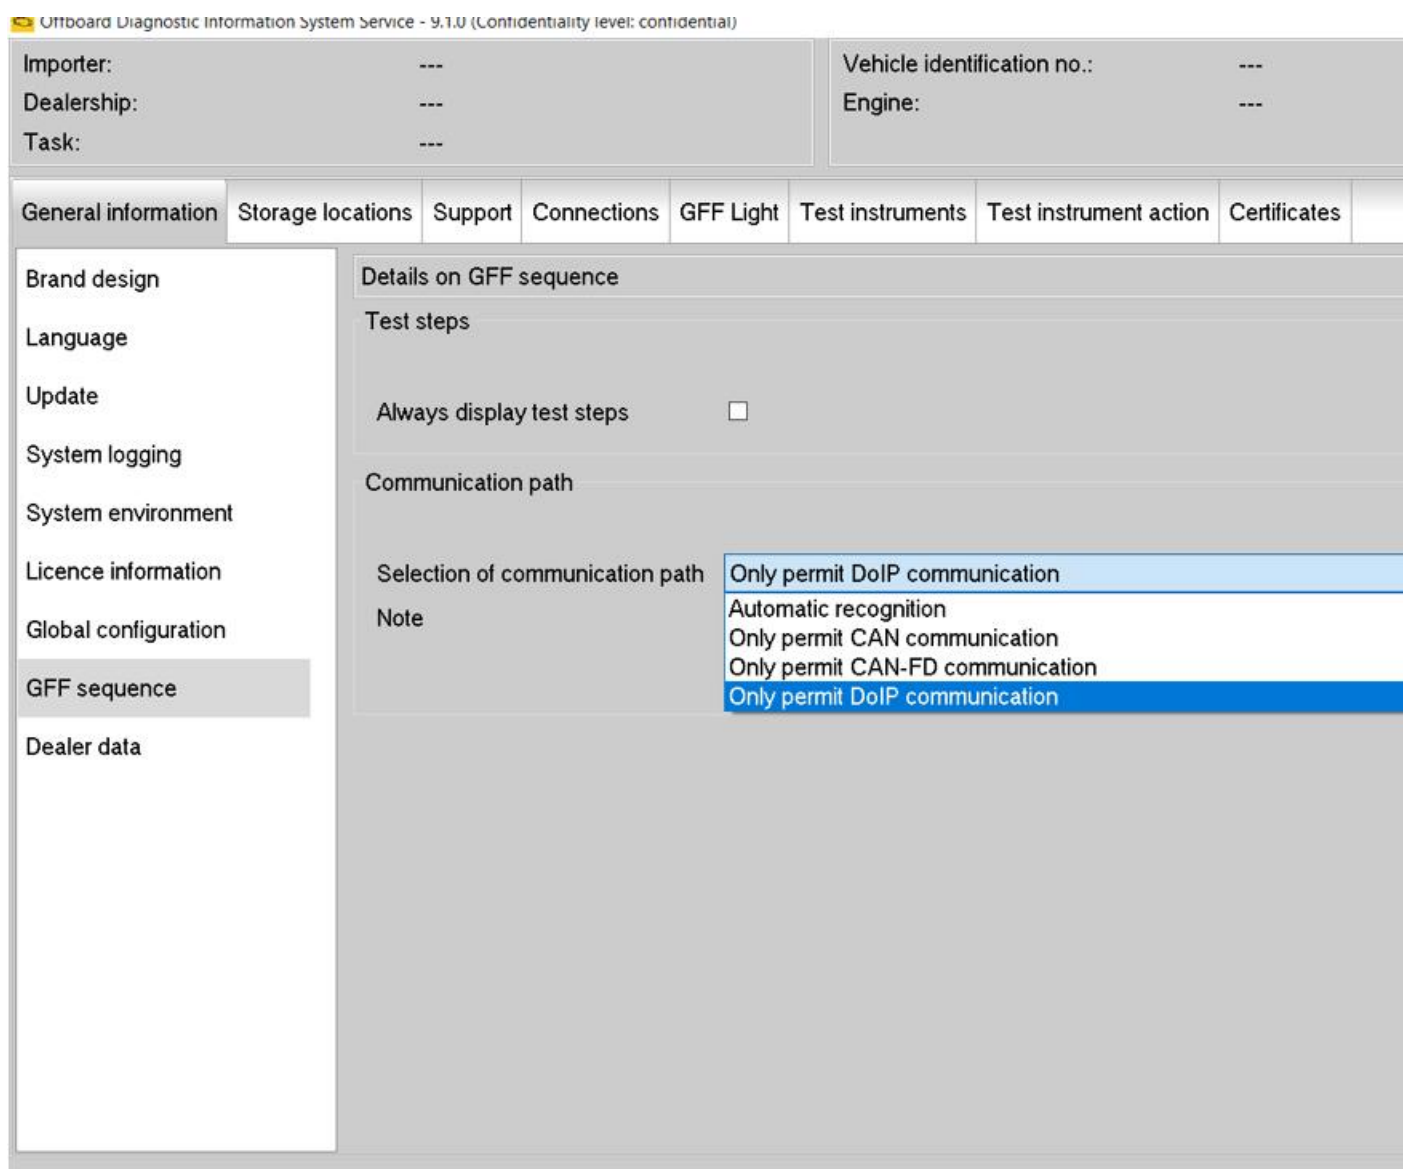 Offboard Diagnostic Information System Service - 9.1.0 (Confidentiality level: confidential)
Importer: ---
Vehicle identification no.: ---
Dealership: ---
Engine: ---
Task: ---
General information Storage locations Support Connections GFF Light Test instruments Test instrument action Certificates
Brand design
Language
Update
System logging
System environment
Licence information
Global configuration
GFF sequence
Dealer data
Details on GFF sequence
Test steps
Always display test steps
Communication path
Selection of communication path Only permit DoIP communication
Note
Automatic recognition
Only permit CAN communication
Only permit CAN-FD communication
Only permit DoIP communication